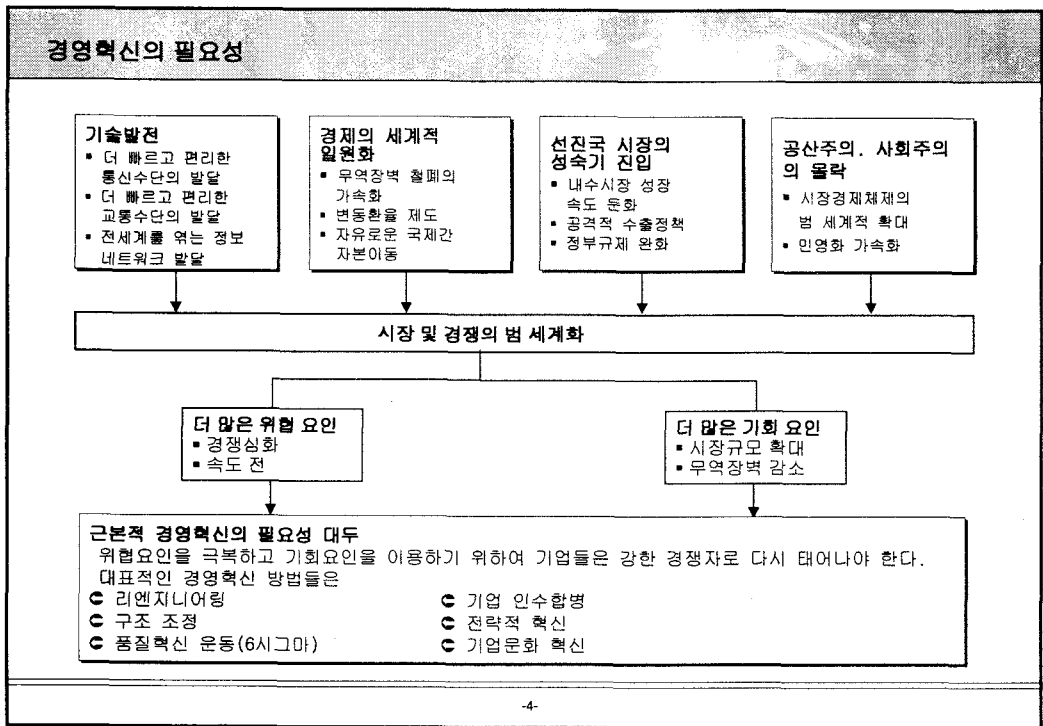 경영혁신의 필요성
기술발전
▪ 더 빠르고 편리한
통신수단의 발달
▪ 더 빠르고 편리한
교통수단의 발달
▪ 전세계를 엮는 정보
네트워크 발달
경제의 세계적
일원화
▪ 무역장벽 철폐의
가속화
▪ 변동환율 제도
▪ 자유로운 국제간
자본이동
선진국 시장의
성숙기 진입
▪ 내수시장 성장
속도 둔화
▪ 공격적 수출정책
▪ 정부규제 완화
공산주의. 사회주의
의 몰락
▪ 시장경제체제의
범 세계적 확대
▪ 민영화 가속화
시장 및 경쟁의 범 세계화
더 많은 위협 요인
▪ 경쟁심화
▪ 속도 전
더 많은 기회 요인
▪ 시장규모 확대
▪ 무역장벽 감소
근본적 경영혁신의 필요성 대두
위협요인을 극복하고 기회요인을 이용하기 위하여 기업들은 강한 경쟁자로 다시 태어나야 한다.
대표적인 경영혁신 방법들은
➲ 리엔지니어링
➲ 구조 조정
➲ 품질혁신 운동(6시그마)
➲ 기업 인수합병
➲ 전략적 혁신
➲ 기업문화 혁신
-4-